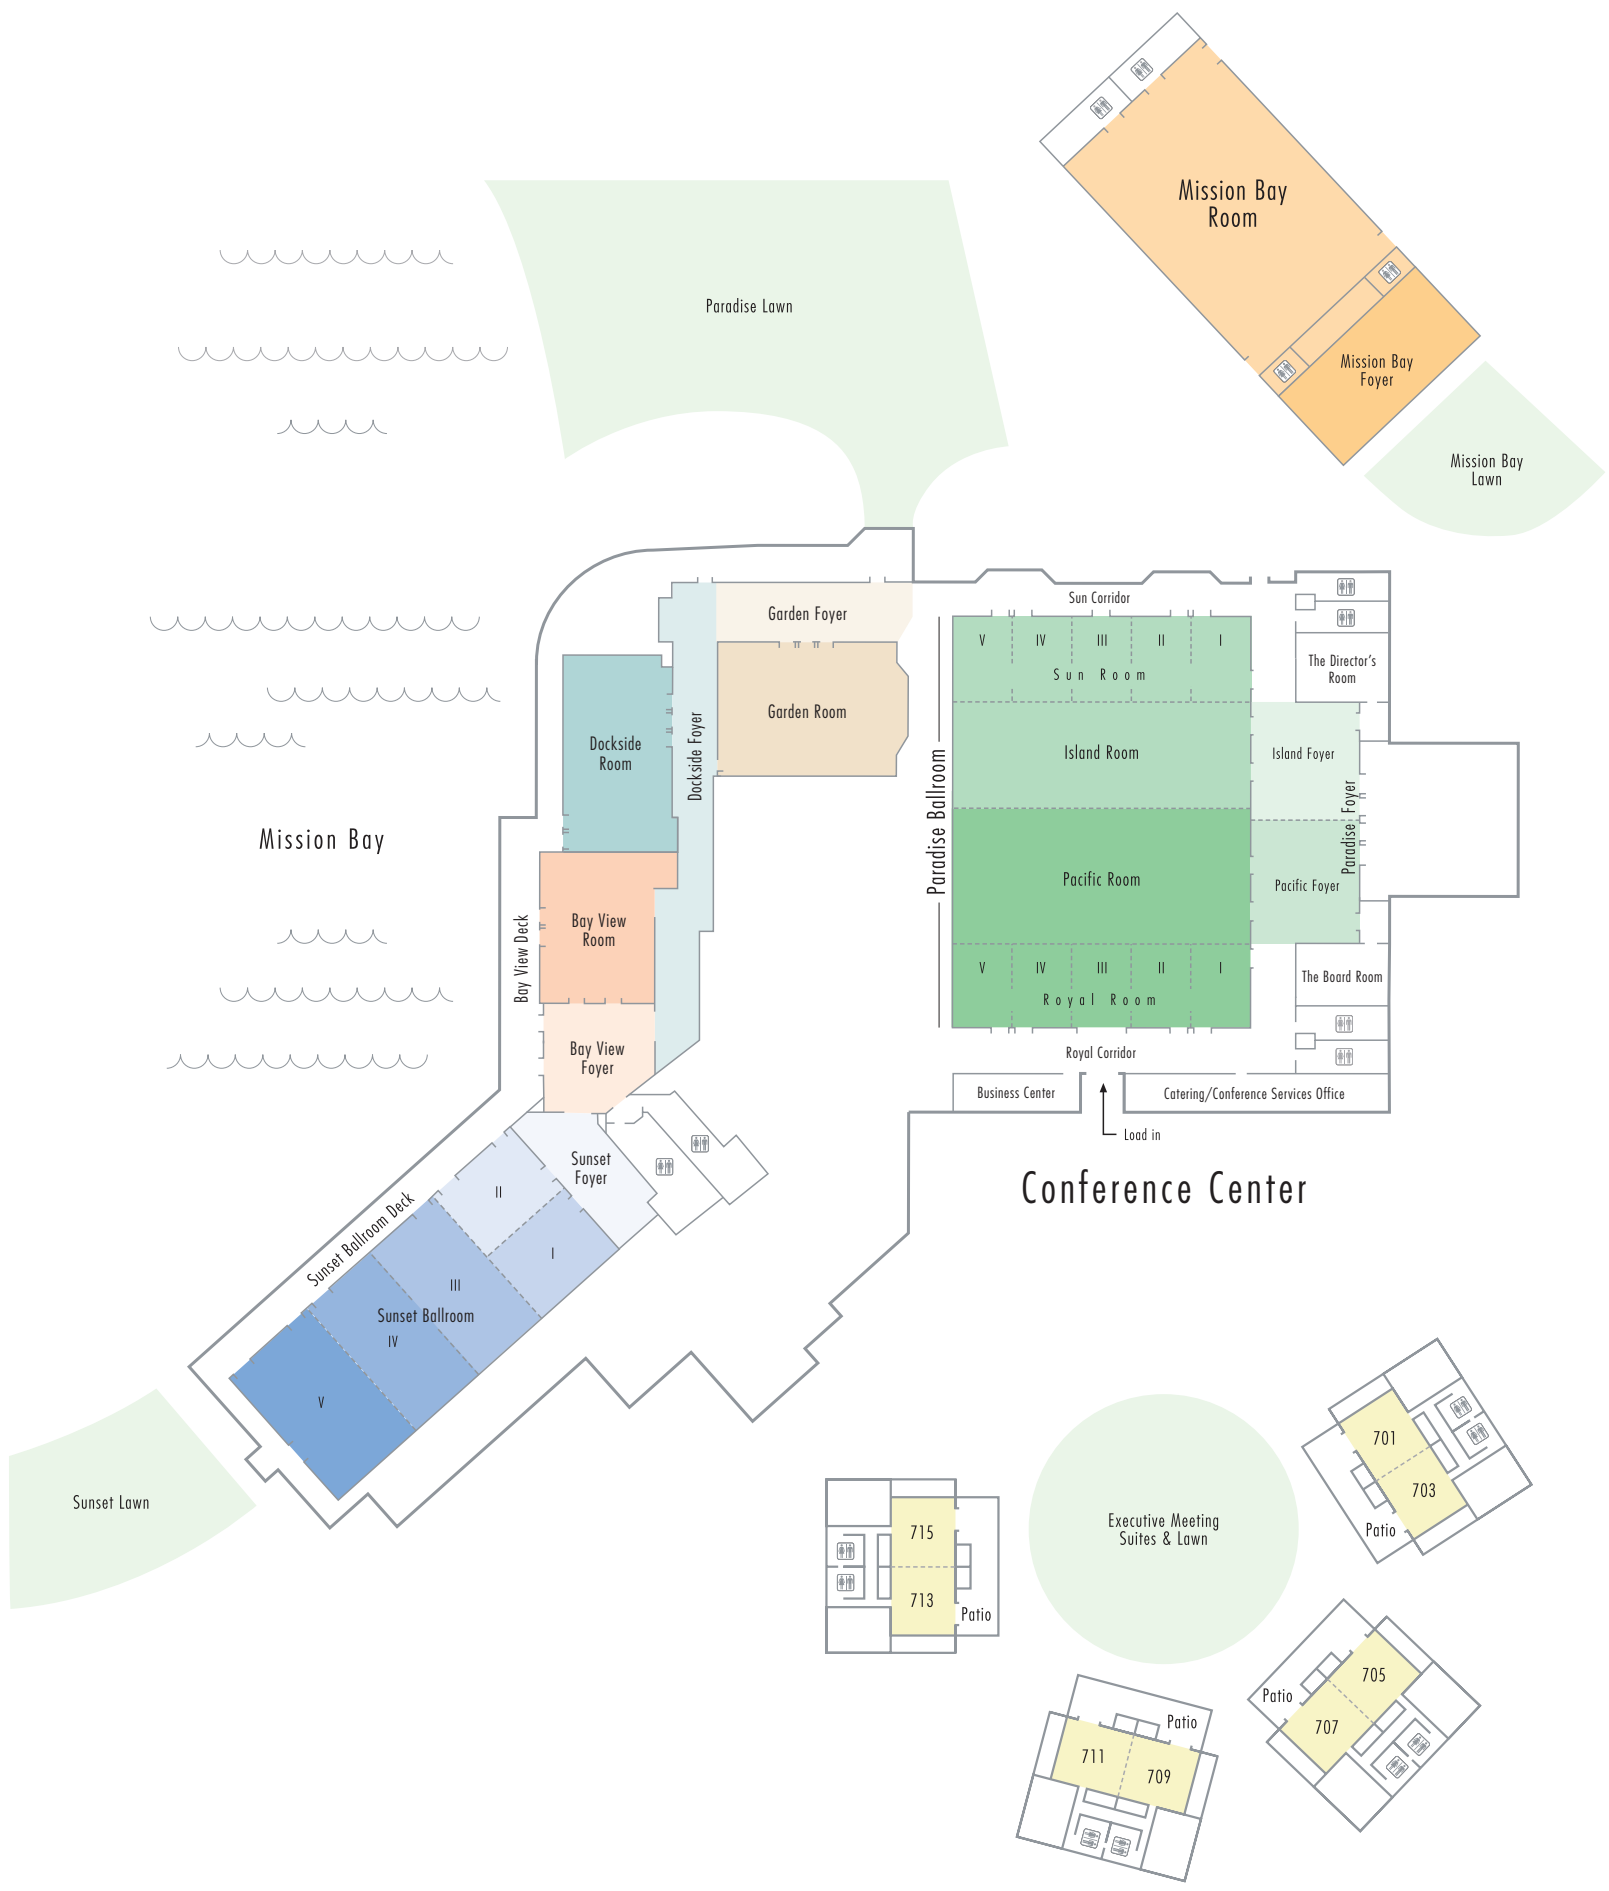 Mission Bay
Room
Mission Bay
Foyer
Mission Bay
Lawn
Paradise Lawn
Mission Bay
Garden Foyer
Garden Room
Dockside
Room
Dockside Foyer
Bay View
Room
Bay View Deck
Bay View
Foyer
Sun Corridor
V
IV
III
II
I
Sun Room
The Director's
Room
Paradise Ballroom
Island Room
Island Foyer
Paradise Foyer
Pacific Room
Pacific Foyer
V
IV
III
II
I
Royal Room
The Board Room
Royal Corridor
Business Center
Catering/Conference Services Office
Load in
Conference Center
Sunset
Foyer
Sunset Ballroom Deck
II
I
III
Sunset Ballroom
IV
V
Sunset Lawn
Executive Meeting
Suites & Lawn
701
703
Patio
715
713
Patio
705
707
Patio
711
709
Patio